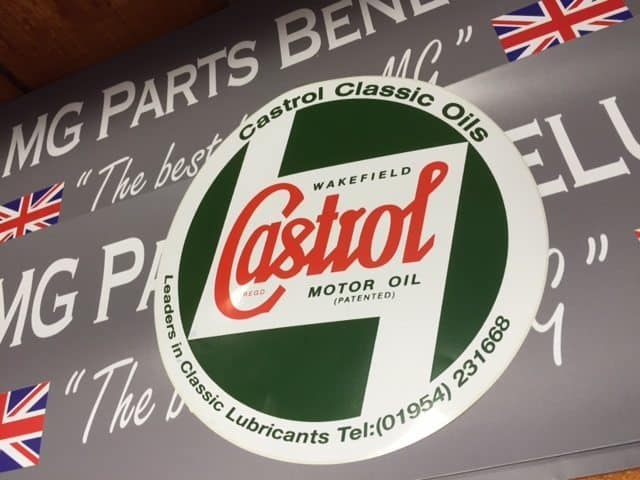 MG PARTS BENE
"The best MG"
Castrol Classic Oils
WAKEFIELD
Castrol
REGD
MOTOR OIL
(PATENTED)
Leaders in Classic Lubricants Tel:(01954) 231668
MG PA ELU
"The b